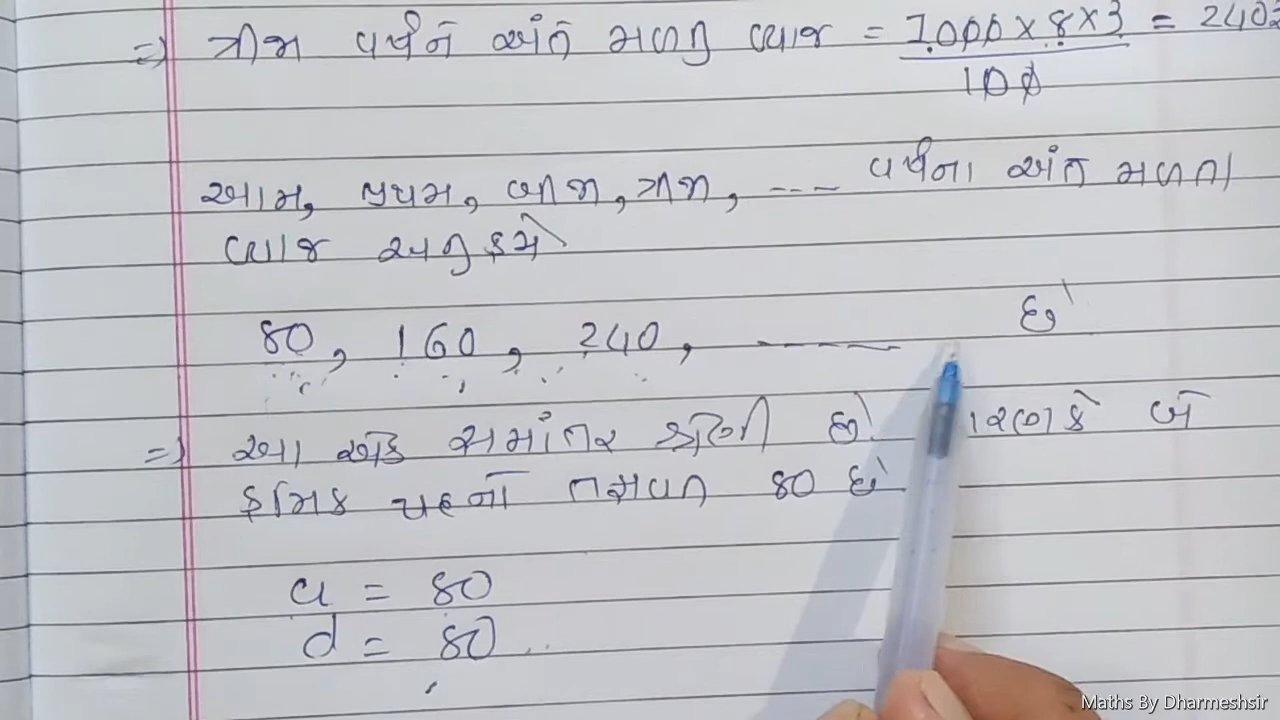 => ત્રીજા વર્ષને અંતે મળતું વ્યાજ = 1000 × 8 × 3 / 100 = 240
આમ, પ્રથમ, બીજા, ત્રીજા, --- વર્ષના અંતે મળતા
વ્યાજ અનુક્રમે
80, 160, 240, ----- છે
=> આ એક સમાંતર શ્રેણી છે. કારણ કે બે
ક્રમિક પદનો તફાવત 80 છે
a = 80
d = 80
Maths By Dharmeshsir